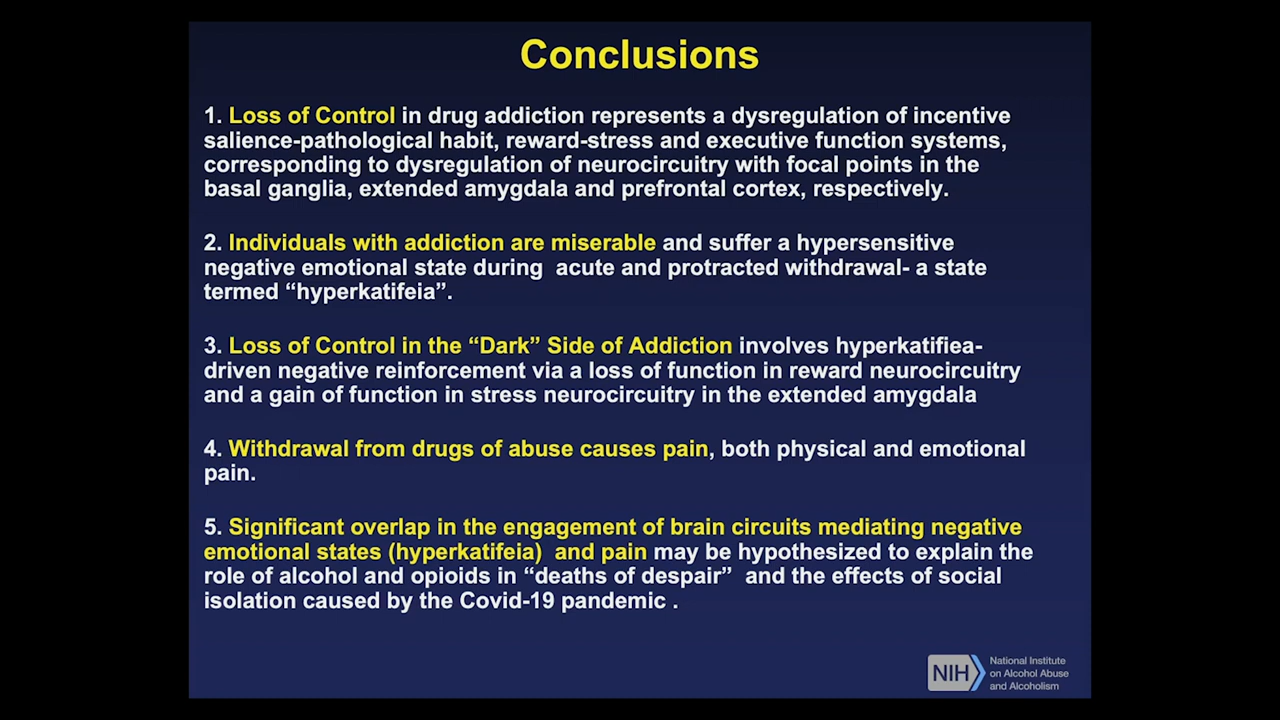 Conclusions
1. Loss of Control in drug addiction represents a dysregulation of incentive
salience-pathological habit, reward-stress and executive function systems,
corresponding to dysregulation of neurocircuitry with focal points in the
basal ganglia, extended amygdala and prefrontal cortex, respectively.
2. Individuals with addiction are miserable and suffer a hypersensitive
negative emotional state during  acute and protracted withdrawal- a state
termed “hyperkatifeia”.
3. Loss of Control in the “Dark” Side of Addiction involves hyperkatifiea-
driven negative reinforcement via a loss of function in reward neurocircuitry
and a gain of function in stress neurocircuitry in the extended amygdala
4. Withdrawal from drugs of abuse causes pain, both physical and emotional
pain.
5. Significant overlap in the engagement of brain circuits mediating negative
emotional states (hyperkatifeia)  and pain may be hypothesized to explain the
role of alcohol and opioids in “deaths of despair”  and the effects of social
isolation caused by the Covid-19 pandemic .
NIH
National Institute
on Alcohol Abuse
and Alcoholism